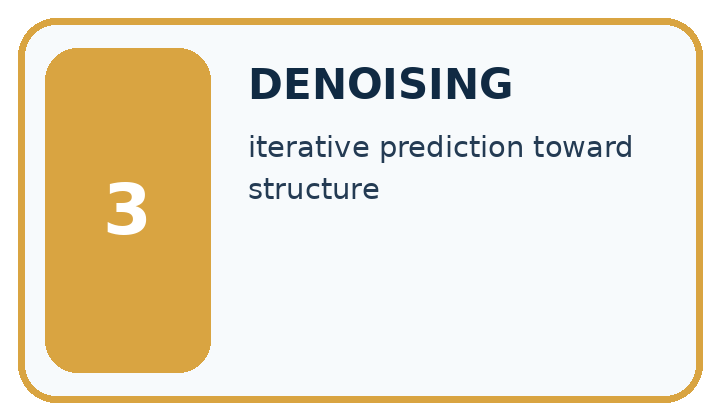 3
DENOISING
iterative prediction toward
structure